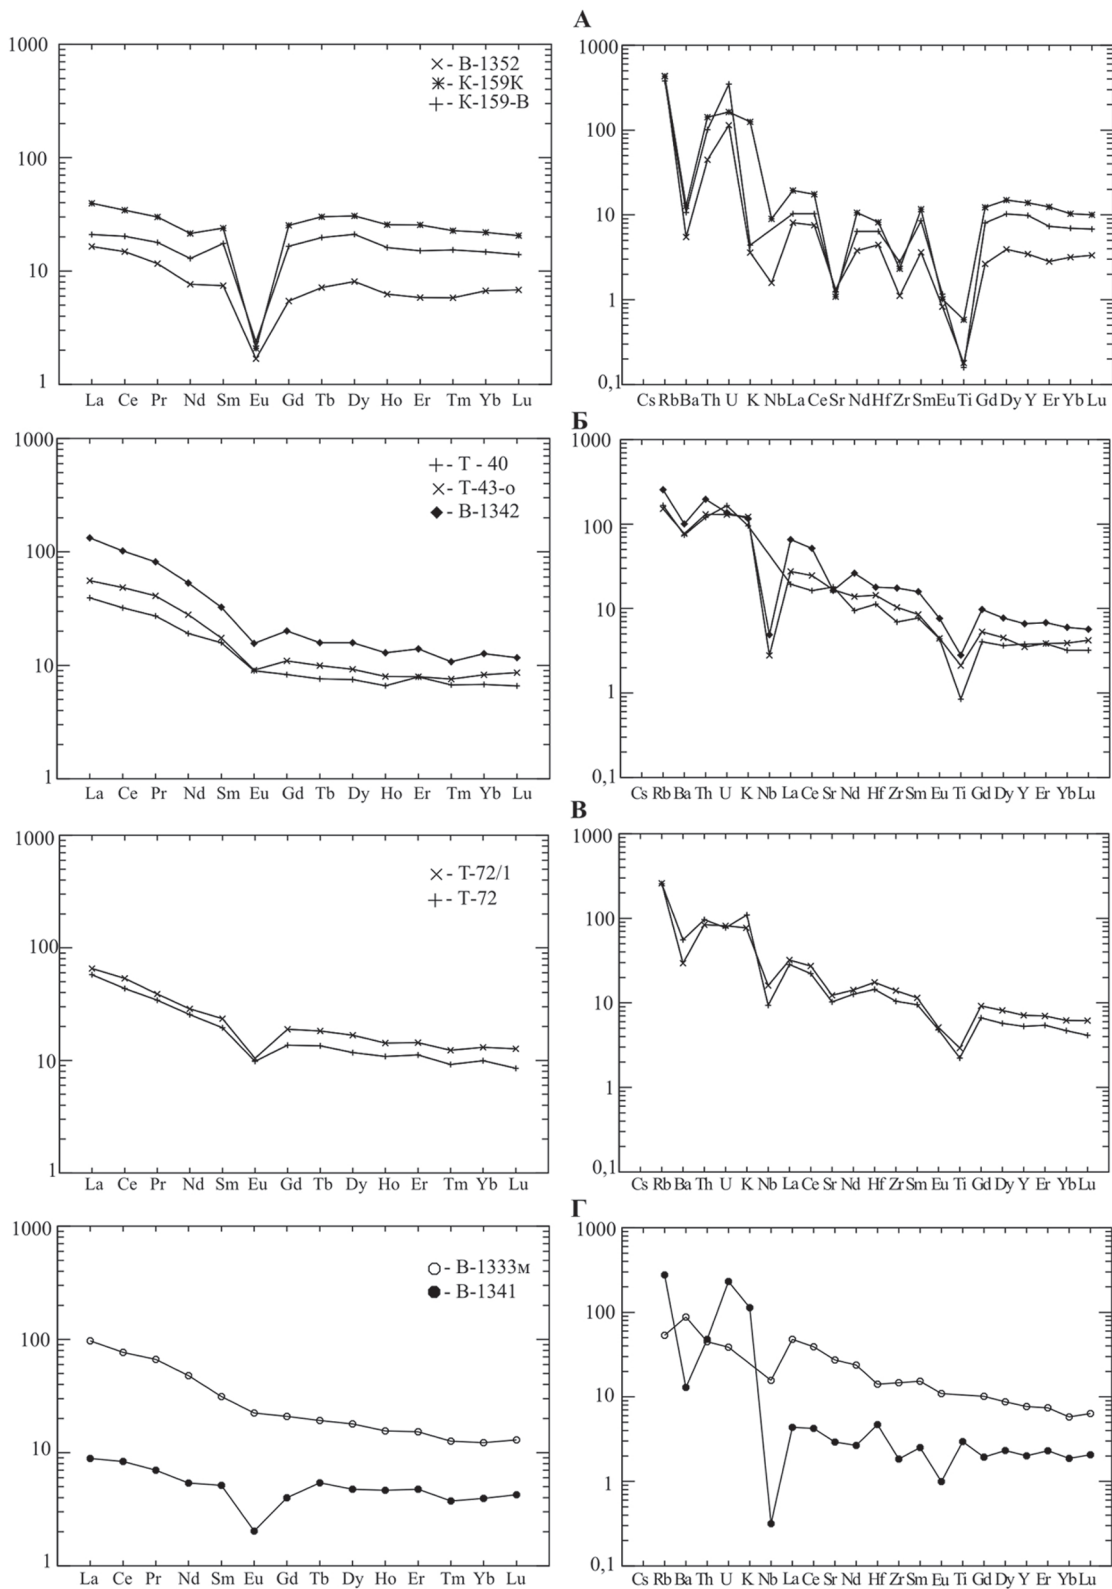 А
1000
100
10
1
× - В-1352
✳ - К-159К
+ - К-159-В
La Ce Pr Nd Sm Eu Gd Tb Dy Ho Er Tm Yb Lu
1000
100
10
1
0,1
Cs Rb Ba Th U K Nb La Ce Sr Nd Hf Zr Sm Eu Ti Gd Dy Y Er Yb Lu
Б
1000
100
10
1
+ - Т - 40
× - Т-43-о
◆ - В-1342
La Ce Pr Nd Sm Eu Gd Tb Dy Ho Er Tm Yb Lu
1000
100
10
1
0,1
Cs Rb Ba Th U K Nb La Ce Sr Nd Hf Zr Sm Eu Ti Gd Dy Y Er Yb Lu
В
1000
100
10
1
× - Т-72/1
+ - Т-72
La Ce Pr Nd Sm Eu Gd Tb Dy Ho Er Tm Yb Lu
1000
100
10
1
0,1
Cs Rb Ba Th U K Nb La Ce Sr Nd Hf Zr Sm Eu Ti Gd Dy Y Er Yb Lu
Г
1000
100
10
1
○ - В-1333м
● - В-1341
La Ce Pr Nd Sm Eu Gd Tb Dy Ho Er Tm Yb Lu
1000
100
10
1
0,1
Cs Rb Ba Th U K Nb La Ce Sr Nd Hf Zr Sm Eu Ti Gd Dy Y Er Yb Lu